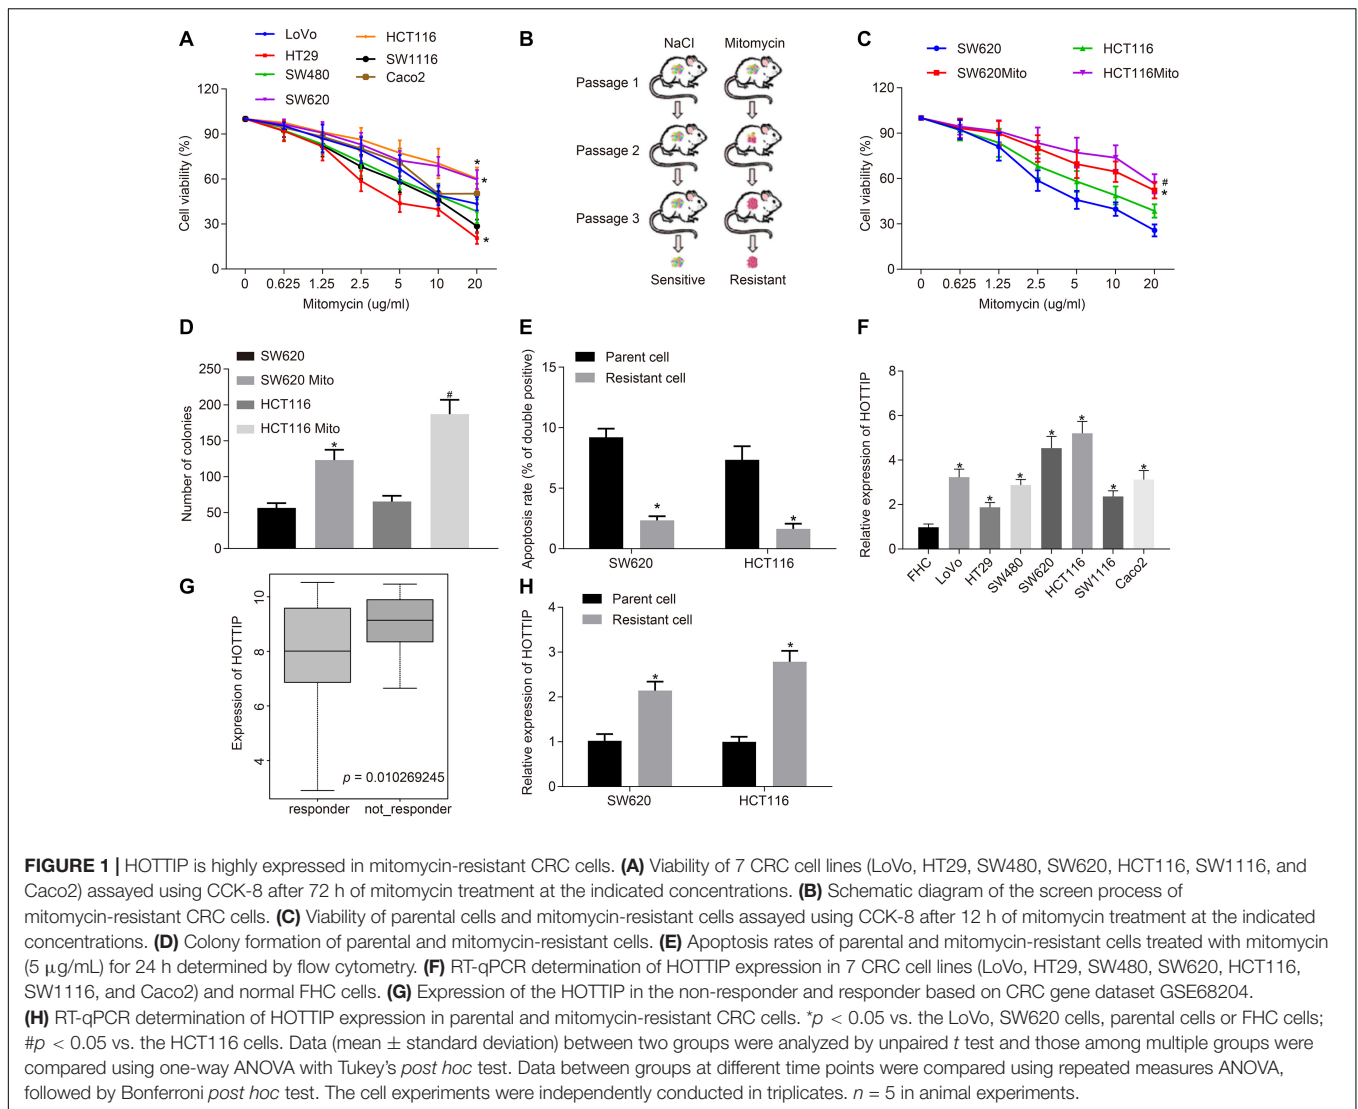 A
LoVo
HT29
SW480
SW620
HCT116
SW1116
Caco2
120
90
60
30
0
Cell viability (%)
*
*
*
0 0.625 1.25 2.5 5 10 20
Mitomycin (ug/ml)
B
NaCl Mitomycin
Passage 1
Passage 2
Passage 3
Sensitive Resistant
C
SW620
SW620Mito
HCT116
HCT116Mito
120
90
60
30
0
Cell viability (%)
#
*
0 0.625 1.25 2.5 5 10 20
Mitomycin (ug/ml)
D
SW620
SW620 Mito
HCT116
HCT116 Mito
250
200
150
100
50
0
Number of colonies
*
#
E
Parent cell
Resistant cell
15
10
5
0
Apoptosis rate (% of double positive)
*
*
SW620 HCT116
F
8
6
4
2
0
Relative expression of HOTTIP
* * * * * * *
FHC LoVo HT29 SW480 SW620 HCT116 SW1116 Caco2
G
10
8
6
4
Expression of HOTTIP
p = 0.010269245
responder not_responder
H
Parent cell
Resistant cell
4
3
2
1
0
Relative expression of HOTTIP
*
*
SW620 HCT116
FIGURE 1 | HOTTIP is highly expressed in mitomycin-resistant CRC cells. (A) Viability of 7 CRC cell lines (LoVo, HT29, SW480, SW620, HCT116, SW1116, and
Caco2) assayed using CCK-8 after 72 h of mitomycin treatment at the indicated concentrations. (B) Schematic diagram of the screen process of
mitomycin-resistant CRC cells. (C) Viability of parental cells and mitomycin-resistant cells assayed using CCK-8 after 12 h of mitomycin treatment at the indicated
concentrations. (D) Colony formation of parental and mitomycin-resistant cells. (E) Apoptosis rates of parental and mitomycin-resistant cells treated with mitomycin
(5 μg/mL) for 24 h determined by flow cytometry. (F) RT-qPCR determination of HOTTIP expression in 7 CRC cell lines (LoVo, HT29, SW480, SW620, HCT116,
SW1116, and Caco2) and normal FHC cells. (G) Expression of the HOTTIP in the non-responder and responder based on CRC gene dataset GSE68204.
(H) RT-qPCR determination of HOTTIP expression in parental and mitomycin-resistant CRC cells. *p < 0.05 vs. the LoVo, SW620 cells, parental cells or FHC cells;
#p < 0.05 vs. the HCT116 cells. Data (mean ± standard deviation) between two groups were analyzed by unpaired t test and those among multiple groups were
compared using one-way ANOVA with Tukey's post hoc test. Data between groups at different time points were compared using repeated measures ANOVA,
followed by Bonferroni post hoc test. The cell experiments were independently conducted in triplicates. n = 5 in animal experiments.